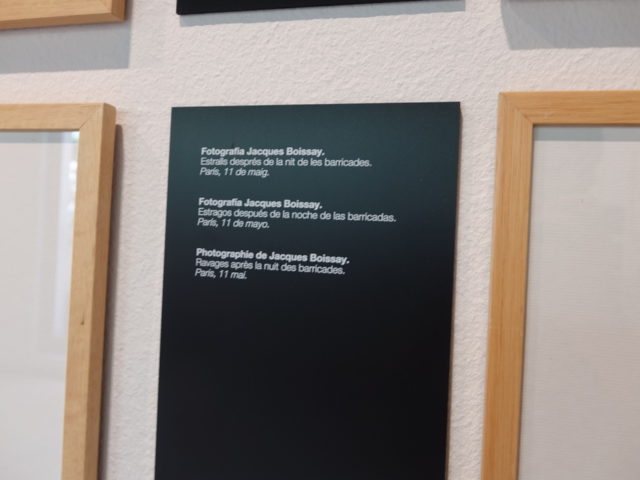 Fotografia Jacques Boissay.
Estralls després de la nit de les barricades.
París, 11 de maig.
Fotografía Jacques Boissay.
Estragos después de la noche de las barricadas.
París, 11 de mayo.
Photographie de Jacques Boissay.
Ravages après la nuit des barricades.
Paris, 11 mai.